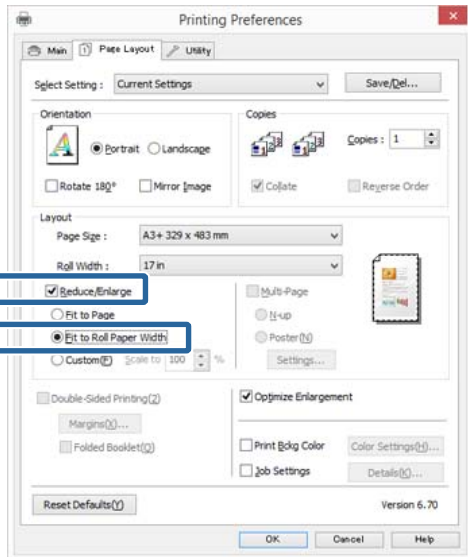 Printing Preferences
Main Page Layout Utility
Select Setting : Current Settings Save/Del...
Orientation Copies
Portrait Landscape Copies : 1
Rotate 180° Mirror Image Collate Reverse Order
Layout
Page Size : A3+ 329 x 483 mm
Roll Width : 17 in
Reduce/Enlarge Multi-Page
Fit to Page N-up
Fit to Roll Paper Width Poster(N)
Custom(F) Scale to 100 % Settings...
Double-Sided Printing(2) Optimize Enlargement
Margins(X)...
Folded Booklet(Q) Print Bckg Color Color Settings(H)...
Job Settings Details(K)...
Reset Defaults(Y) Version 6.70
OK Cancel Help